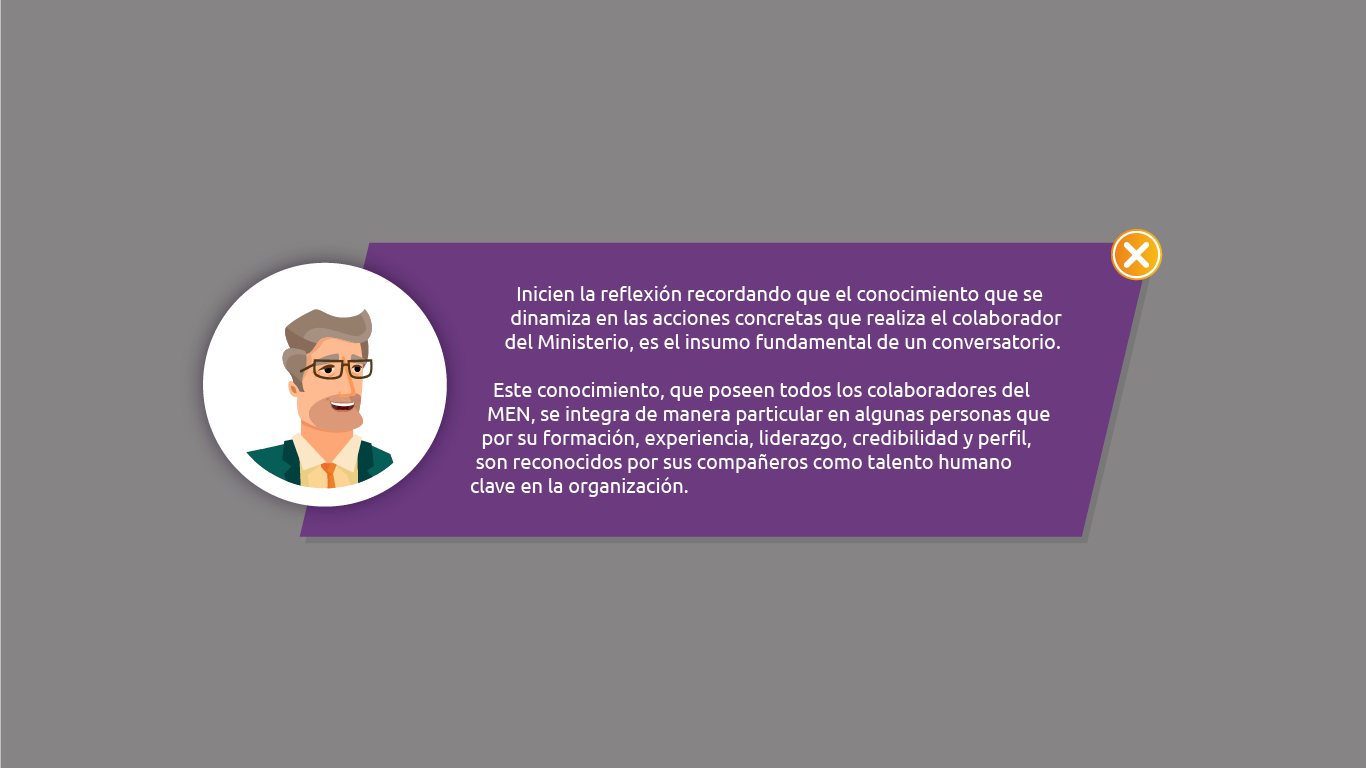 Inicien la reflexión recordando que el conocimiento que se
dinamiza en las acciones concretas que realiza el colaborador
del Ministerio, es el insumo fundamental de un conversatorio.
Este conocimiento, que poseen todos los colaboradores del
MEN, se integra de manera particular en algunas personas que
por su formación, experiencia, liderazgo, credibilidad y perfil,
son reconocidos por sus compañeros como talento humano
clave en la organización.